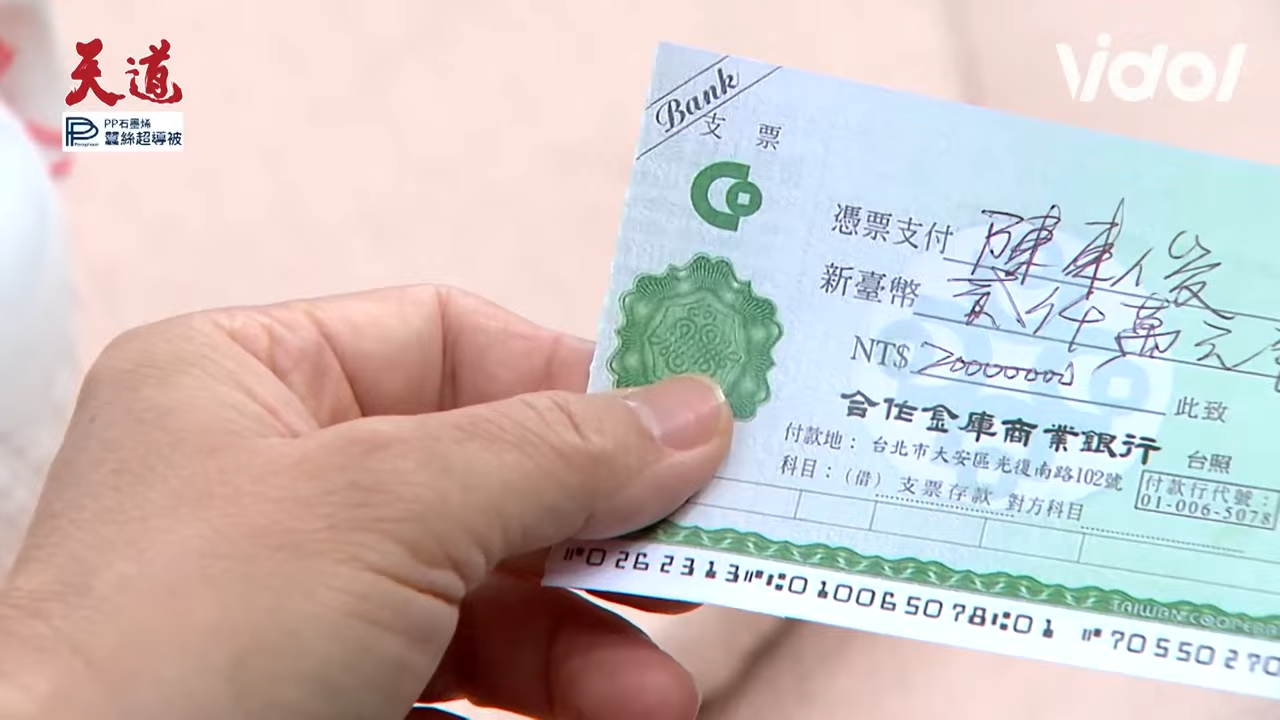 天道
PP石墨烯
蠶絲超導被
Vidol
Bank
支票
憑票支付 陳
新臺幣 貳仟萬元
NT$ 20000000
此致
合作金庫商業銀行 台照
付款地：台北市大安區光復南路102號
科目：(借) 支票存款 對方科目
付款行代號：
01-006-5078
TAIWAN COOPER
0262313 010065078 01 70550270